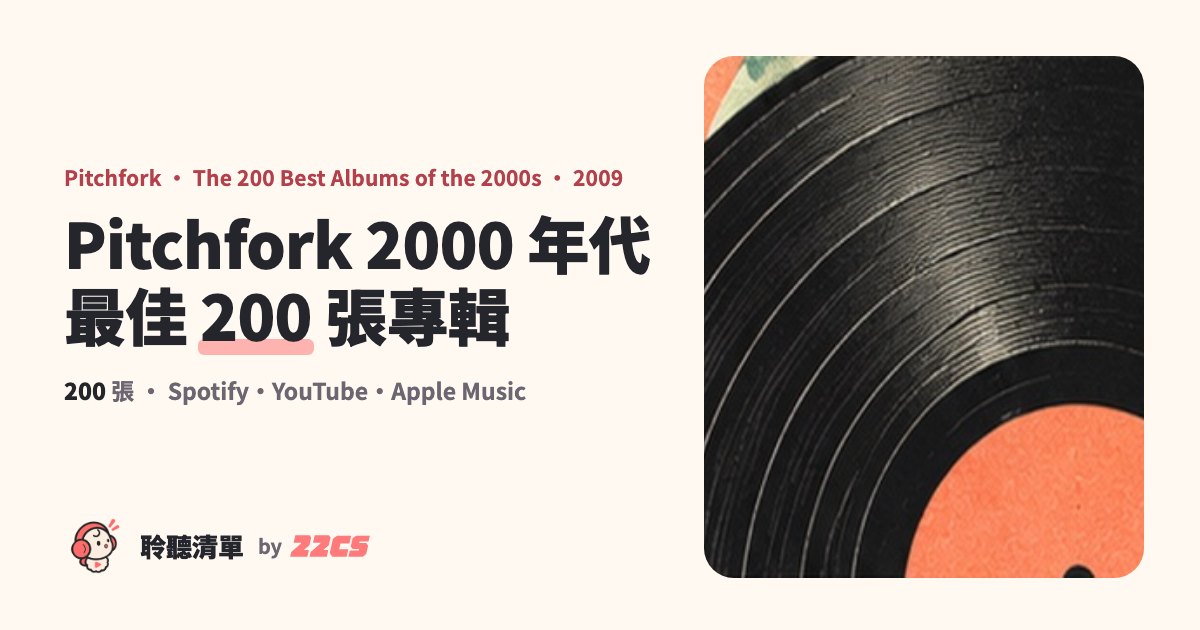 Pitchfork • The 200 Best Albums of the 2000s • 2009
Pitchfork 2000 年代
最佳 200 張專輯
200 張 • Spotify • YouTube • Apple Music
聆聽清單 by 22CS